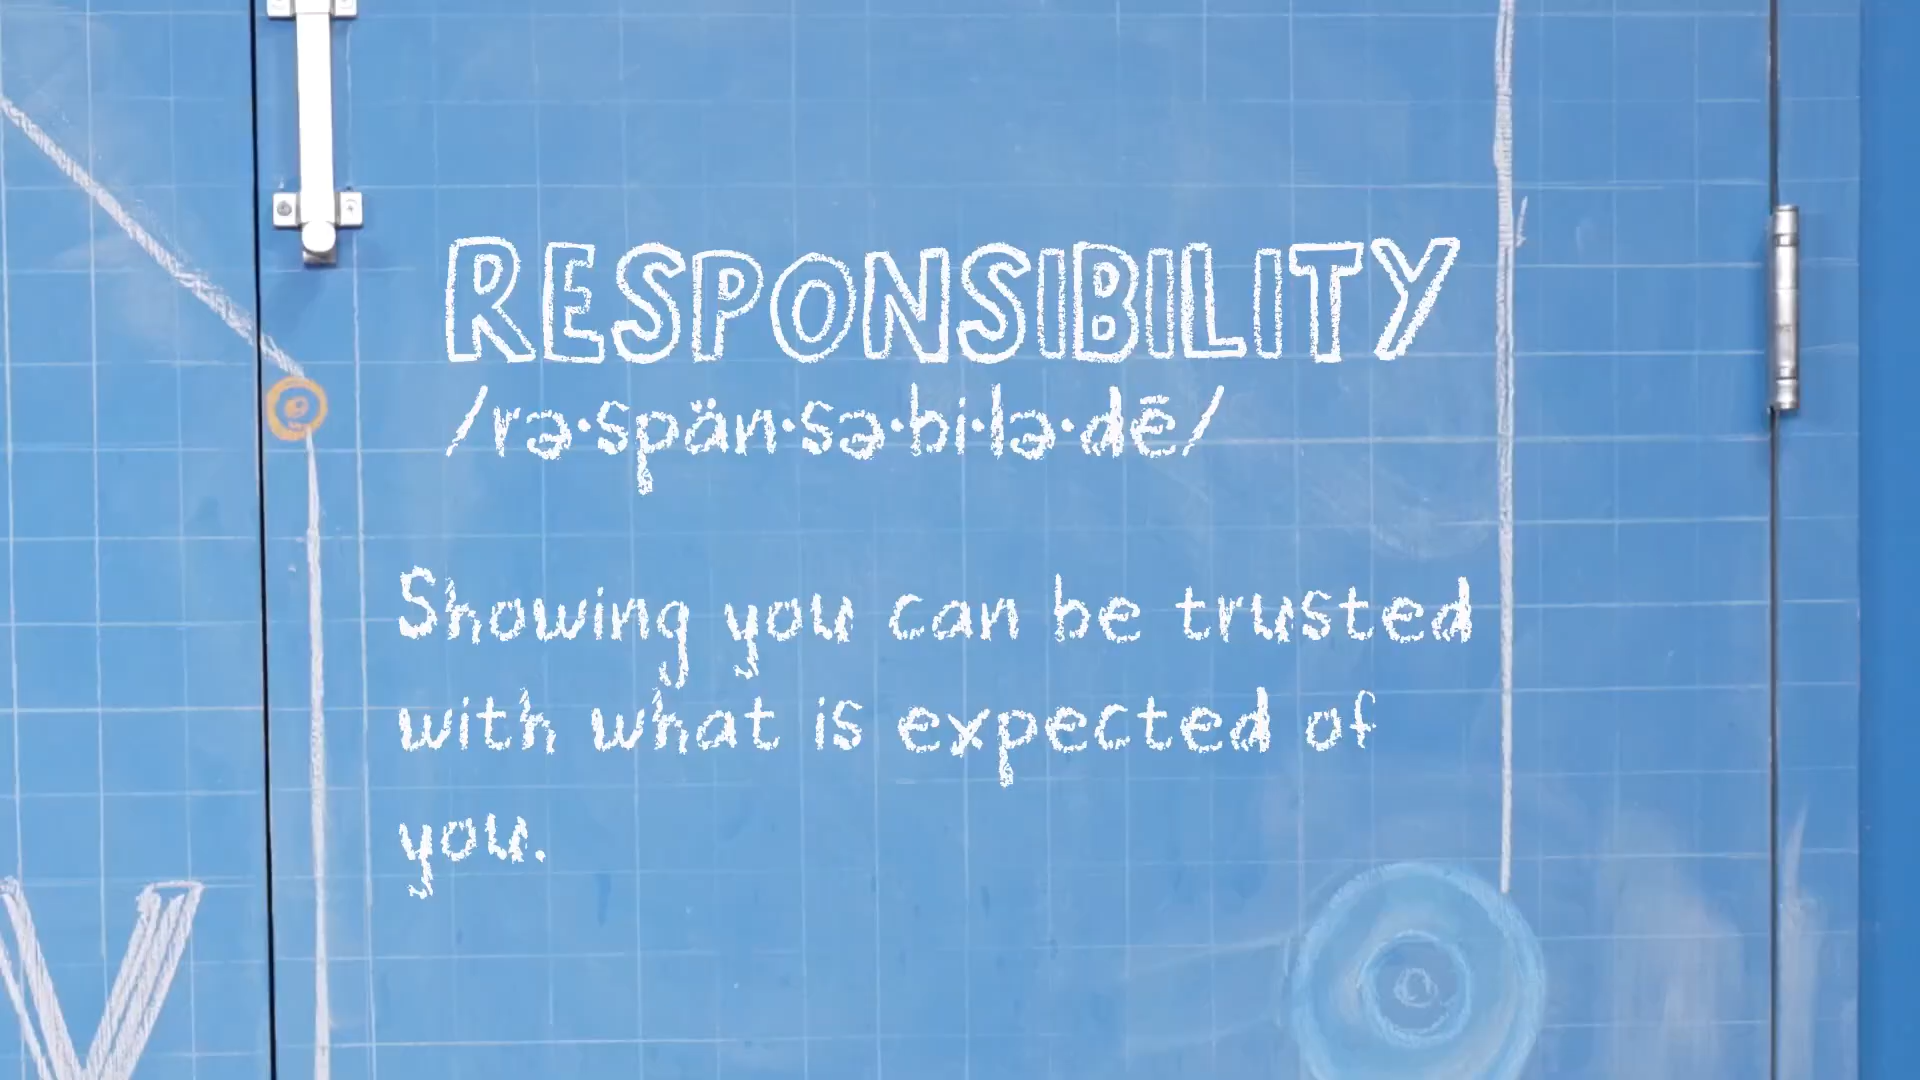 RESPONSIBILITY
/rə·spän·sə·bi·lə·dē/
Showing you can be trusted
with what is expected of
you.